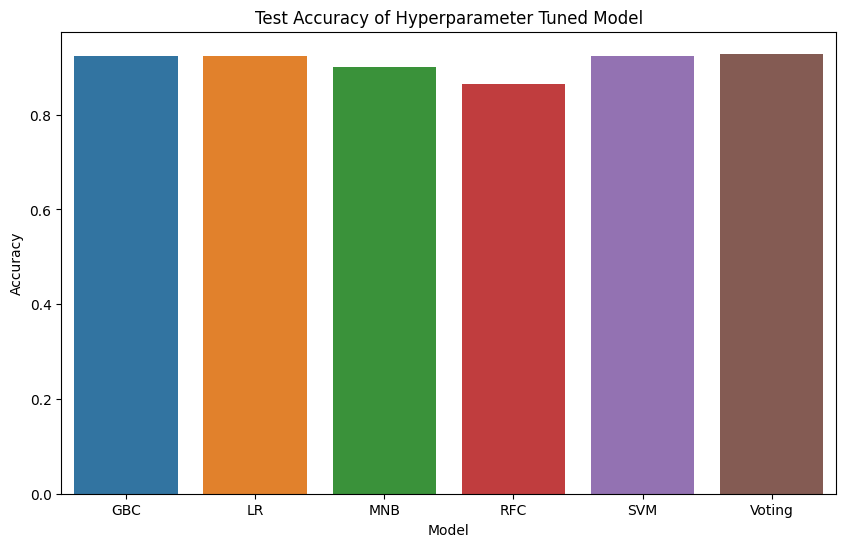 Test Accuracy of Hyperparameter Tuned Model
Accuracy
0.8
0.6
0.4
0.2
0.0
GBC LR MNB RFC SVM Voting
Model